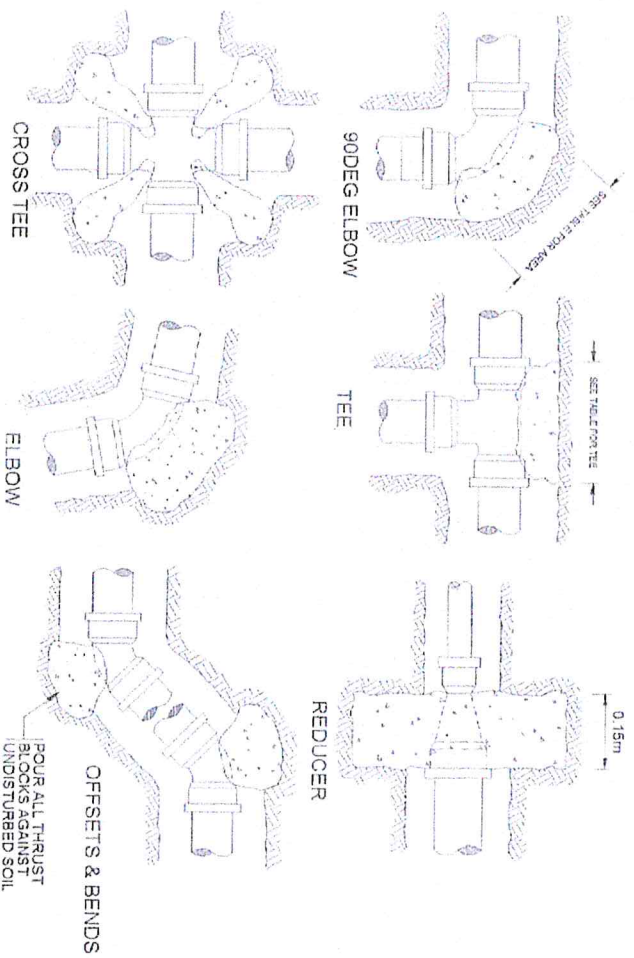 SEE TABLE FOR AREA
90DEG ELBOW
SEE TABLE FOR TEE
TEE
0.15m
REDUCER
CROSS TEE
ELBOW
OFFSETS & BENDS
POUR ALL THRUST
BLOCKS AGAINST
UNDISTURBED SOIL